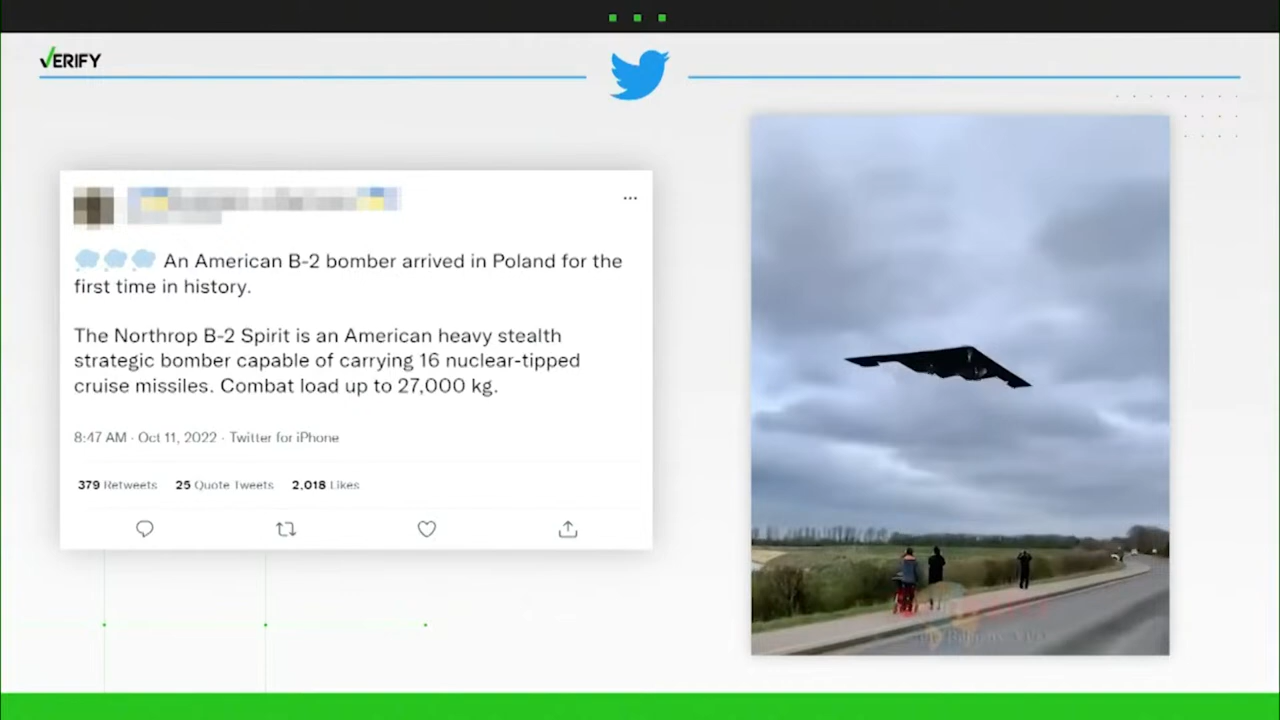 VERIFY
An American B-2 bomber arrived in Poland for the
first time in history.
The Northrop B-2 Spirit is an American heavy stealth
strategic bomber capable of carrying 16 nuclear-tipped
cruise missiles. Combat load up to 27,000 kg.
8:47 AM · Oct 11, 2022 · Twitter for iPhone
379 Retweets 25 Quote Tweets 2,018 Likes